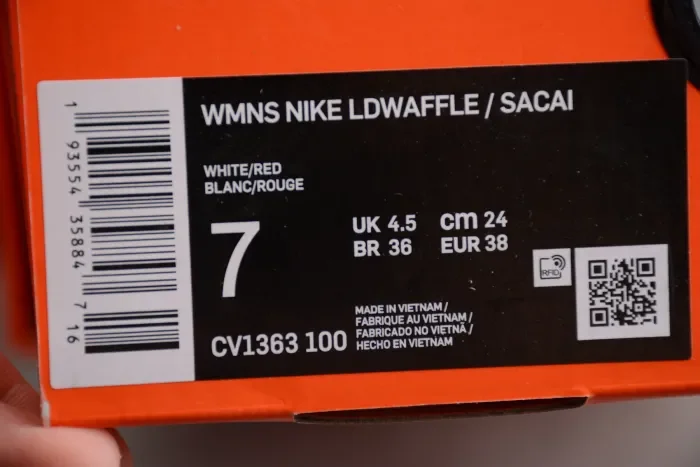 WMNS NIKE LDWAFFLE / SACAI
WHITE/RED
BLANC/ROUGE
7
UK 4.5 cm 24
BR 36 EUR 38
RFID
CV1363 100
MADE IN VIETNAM /
FABRIQUE AU VIETNAM /
FABRICADO NO VIETNÃ /
HECHO EN VIETNAM
1 93554 35884 7 16